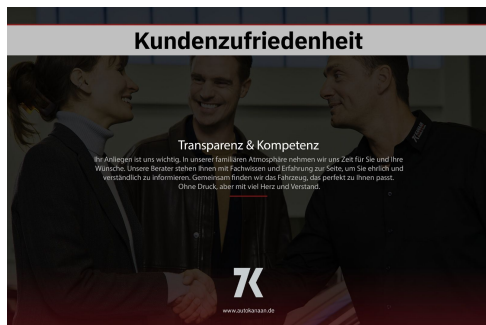 Kundenzufriedenheit
Transparenz & Kompetenz
Ihr Anliegen ist uns wichtig. In unserer familiären Atmosphäre nehmen wir uns Zeit für Sie und Ihre
Wünsche. Unsere Berater stehen Ihnen mit Fachwissen und Erfahrung zur Seite, um Sie ehrlich und
verständlich zu informieren. Gemeinsam finden wir das Fahrzeug, das perfekt zu Ihnen passt.
Ohne Druck, aber mit viel Herz und Verstand.
www.autokanaan.de